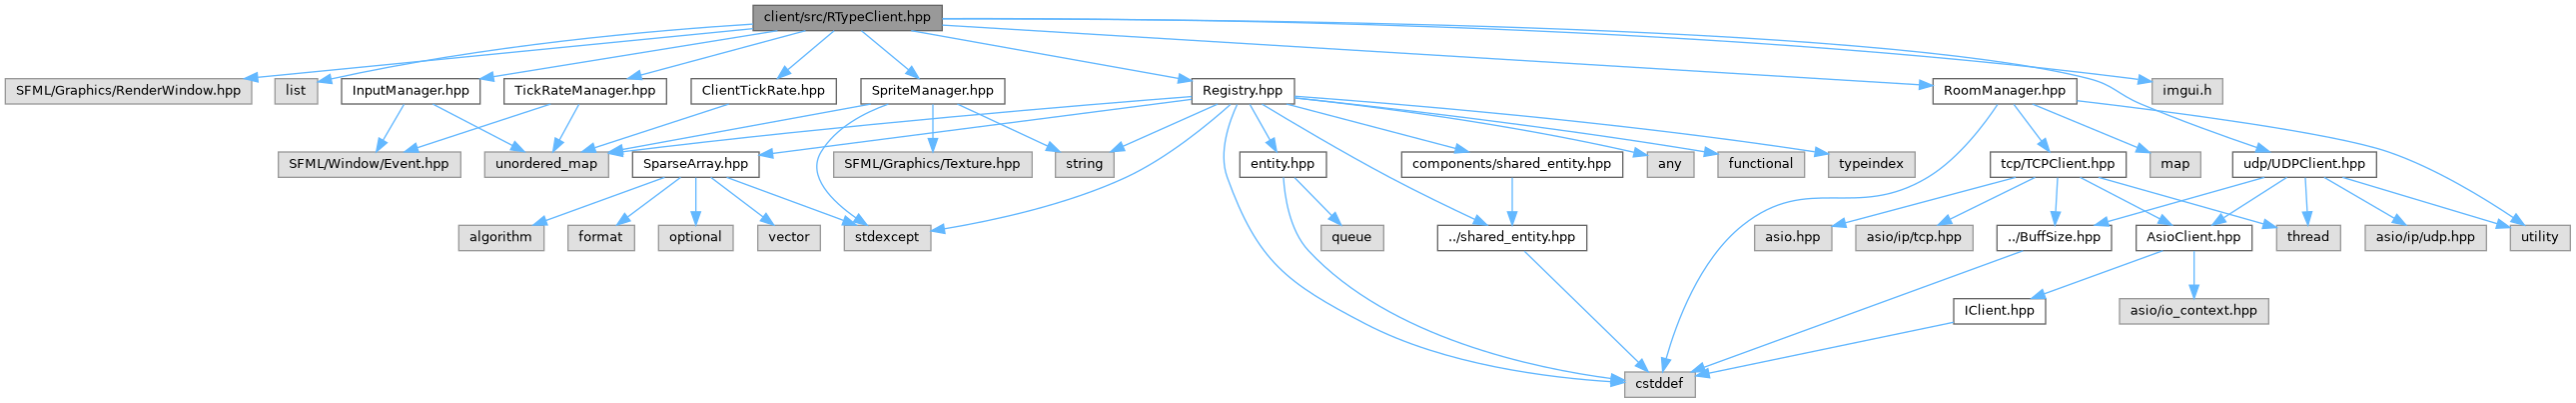 client/src/RTypeClient.hpp
SFML/Graphics/RenderWindow.hpp
list
InputManager.hpp
TickRateManager.hpp
ClientTickRate.hpp
SpriteManager.hpp
Registry.hpp
RoomManager.hpp
imgui.h
SFML/Window/Event.hpp
unordered_map
SparseArray.hpp
SFML/Graphics/Texture.hpp
string
entity.hpp
components/shared_entity.hpp
any
functional
typeindex
tcp/TCPClient.hpp
map
udp/UDPClient.hpp
algorithm
format
optional
vector
stdexcept
queue
../shared_entity.hpp
asio.hpp
asio/ip/tcp.hpp
../BuffSize.hpp
AsioClient.hpp
thread
asio/ip/udp.hpp
utility
IClient.hpp
asio/io_context.hpp
cstddef